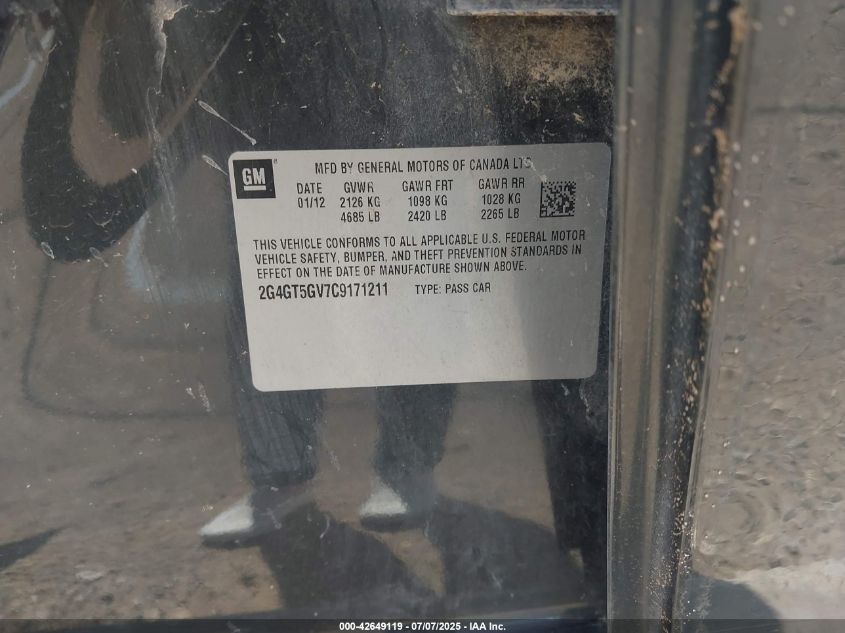 GM
MFD BY GENERAL MOTORS OF CANADA LTD
DATE GVWR GAWR FRT GAWR RR
01/12 2126 KG 1098 KG 1028 KG
4685 LB 2420 LB 2265 LB
THIS VEHICLE CONFORMS TO ALL APPLICABLE U.S. FEDERAL MOTOR
VEHICLE SAFETY, BUMPER, AND THEFT PREVENTION STANDARDS IN
EFFECT ON THE DATE OF MANUFACTURE SHOWN ABOVE.
2G4GT5GV7C9171211 TYPE: PASS CAR
000-42649119 / 07/07/2025 - IAA Inc.